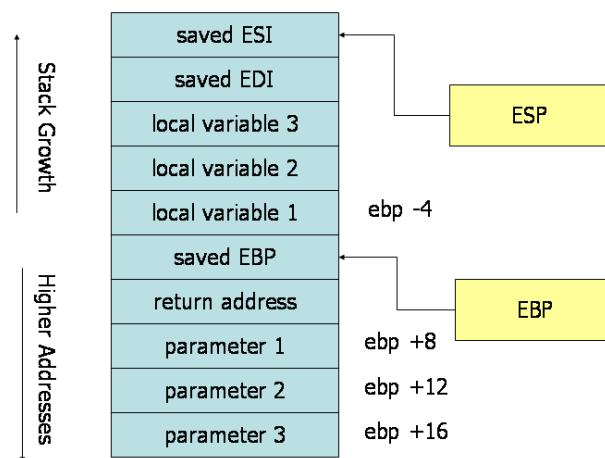 saved ESI
saved EDI
local variable 3
local variable 2
local variable 1
saved EBP
return address
parameter 1
parameter 2
parameter 3
Stack Growth
Higher Addresses
ebp -4
ebp +8
ebp +12
ebp +16
ESP
EBP